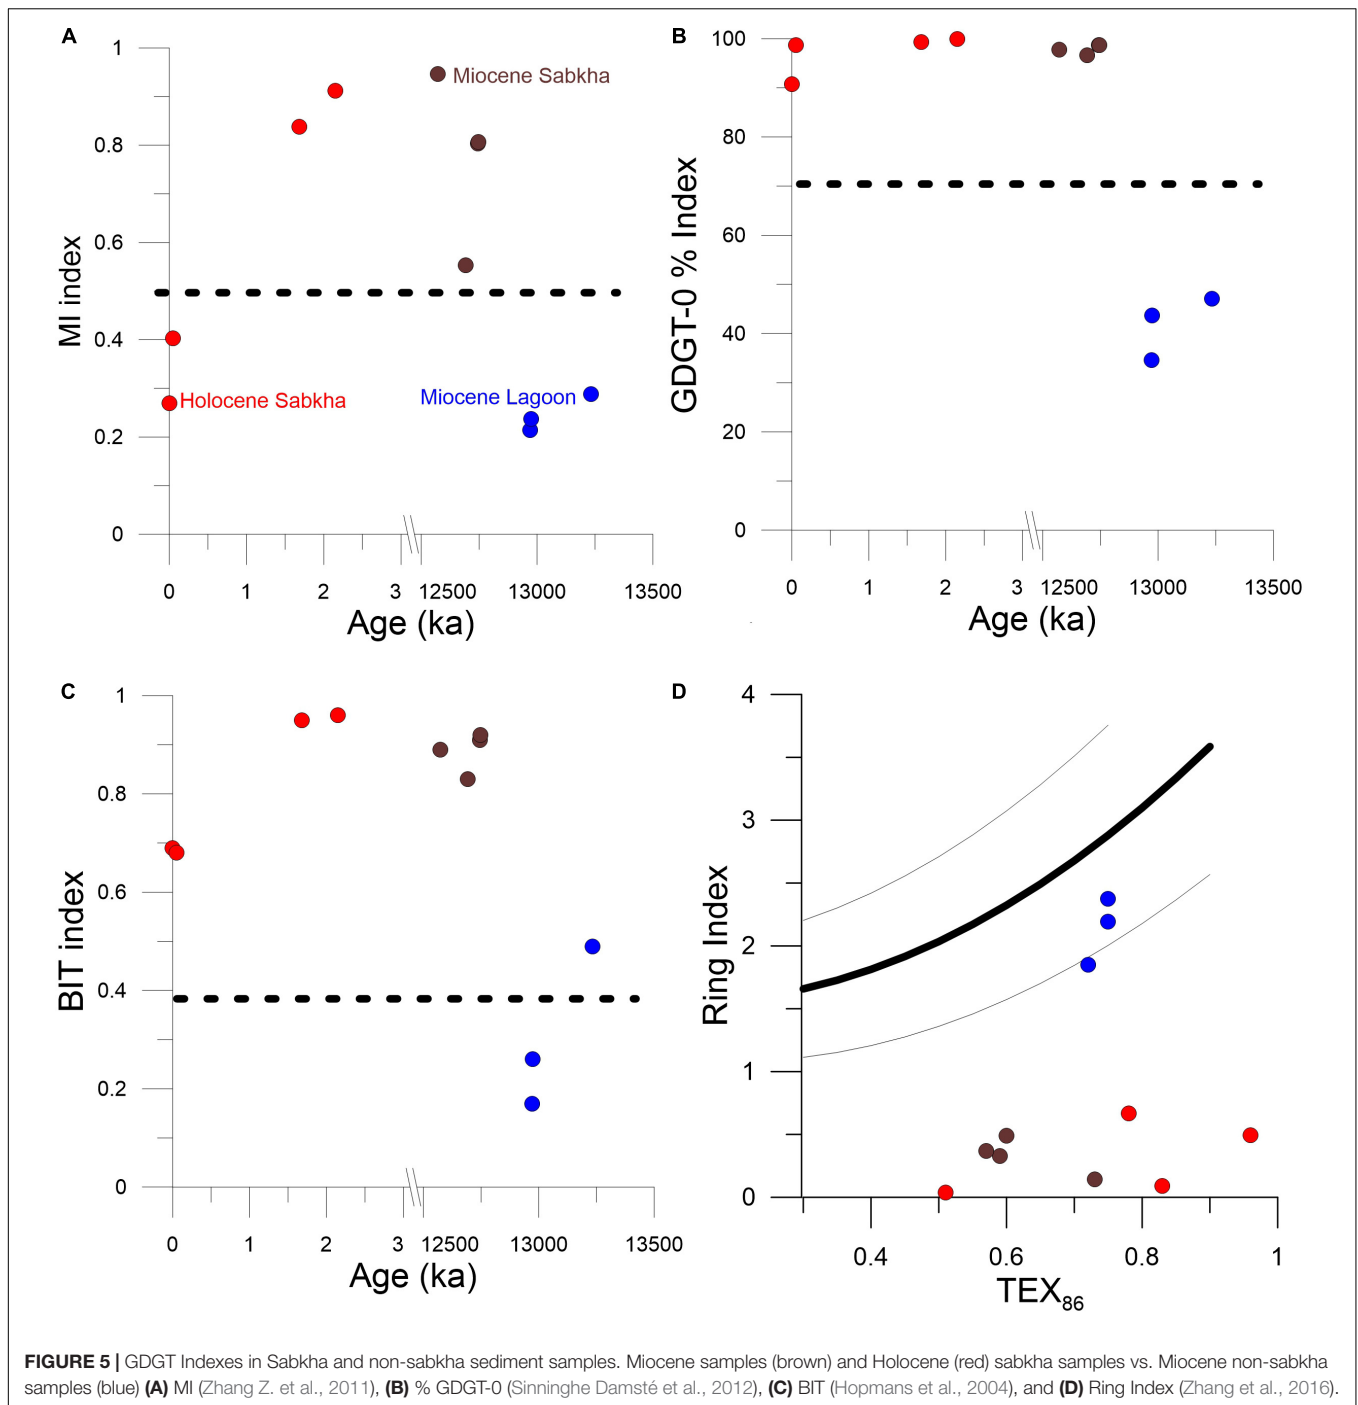 A
1
0.8
0.6
0.4
0.2
0
MI index
Miocene Sabkha
Holocene Sabkha
Miocene Lagoon
0 1 2 3 12500 13000 13500
Age (ka)
B
100
80
60
40
20
0
GDGT-0 % Index
0 1 2 3 12500 13000 13500
Age (ka)
C
1
0.8
0.6
0.4
0.2
0
BIT index
0 1 2 3 12500 13000 13500
Age (ka)
D
4
3
2
1
0
Ring Index
0.4 0.6 0.8 1
TEX86
FIGURE 5 | GDGT Indexes in Sabkha and non-sabkha sediment samples. Miocene samples (brown) and Holocene (red) sabkha samples vs. Miocene non-sabkha
samples (blue) (A) MI (Zhang Z. et al., 2011), (B) % GDGT-0 (Sinninghe Damsté et al., 2012), (C) BIT (Hopmans et al., 2004), and (D) Ring Index (Zhang et al., 2016).